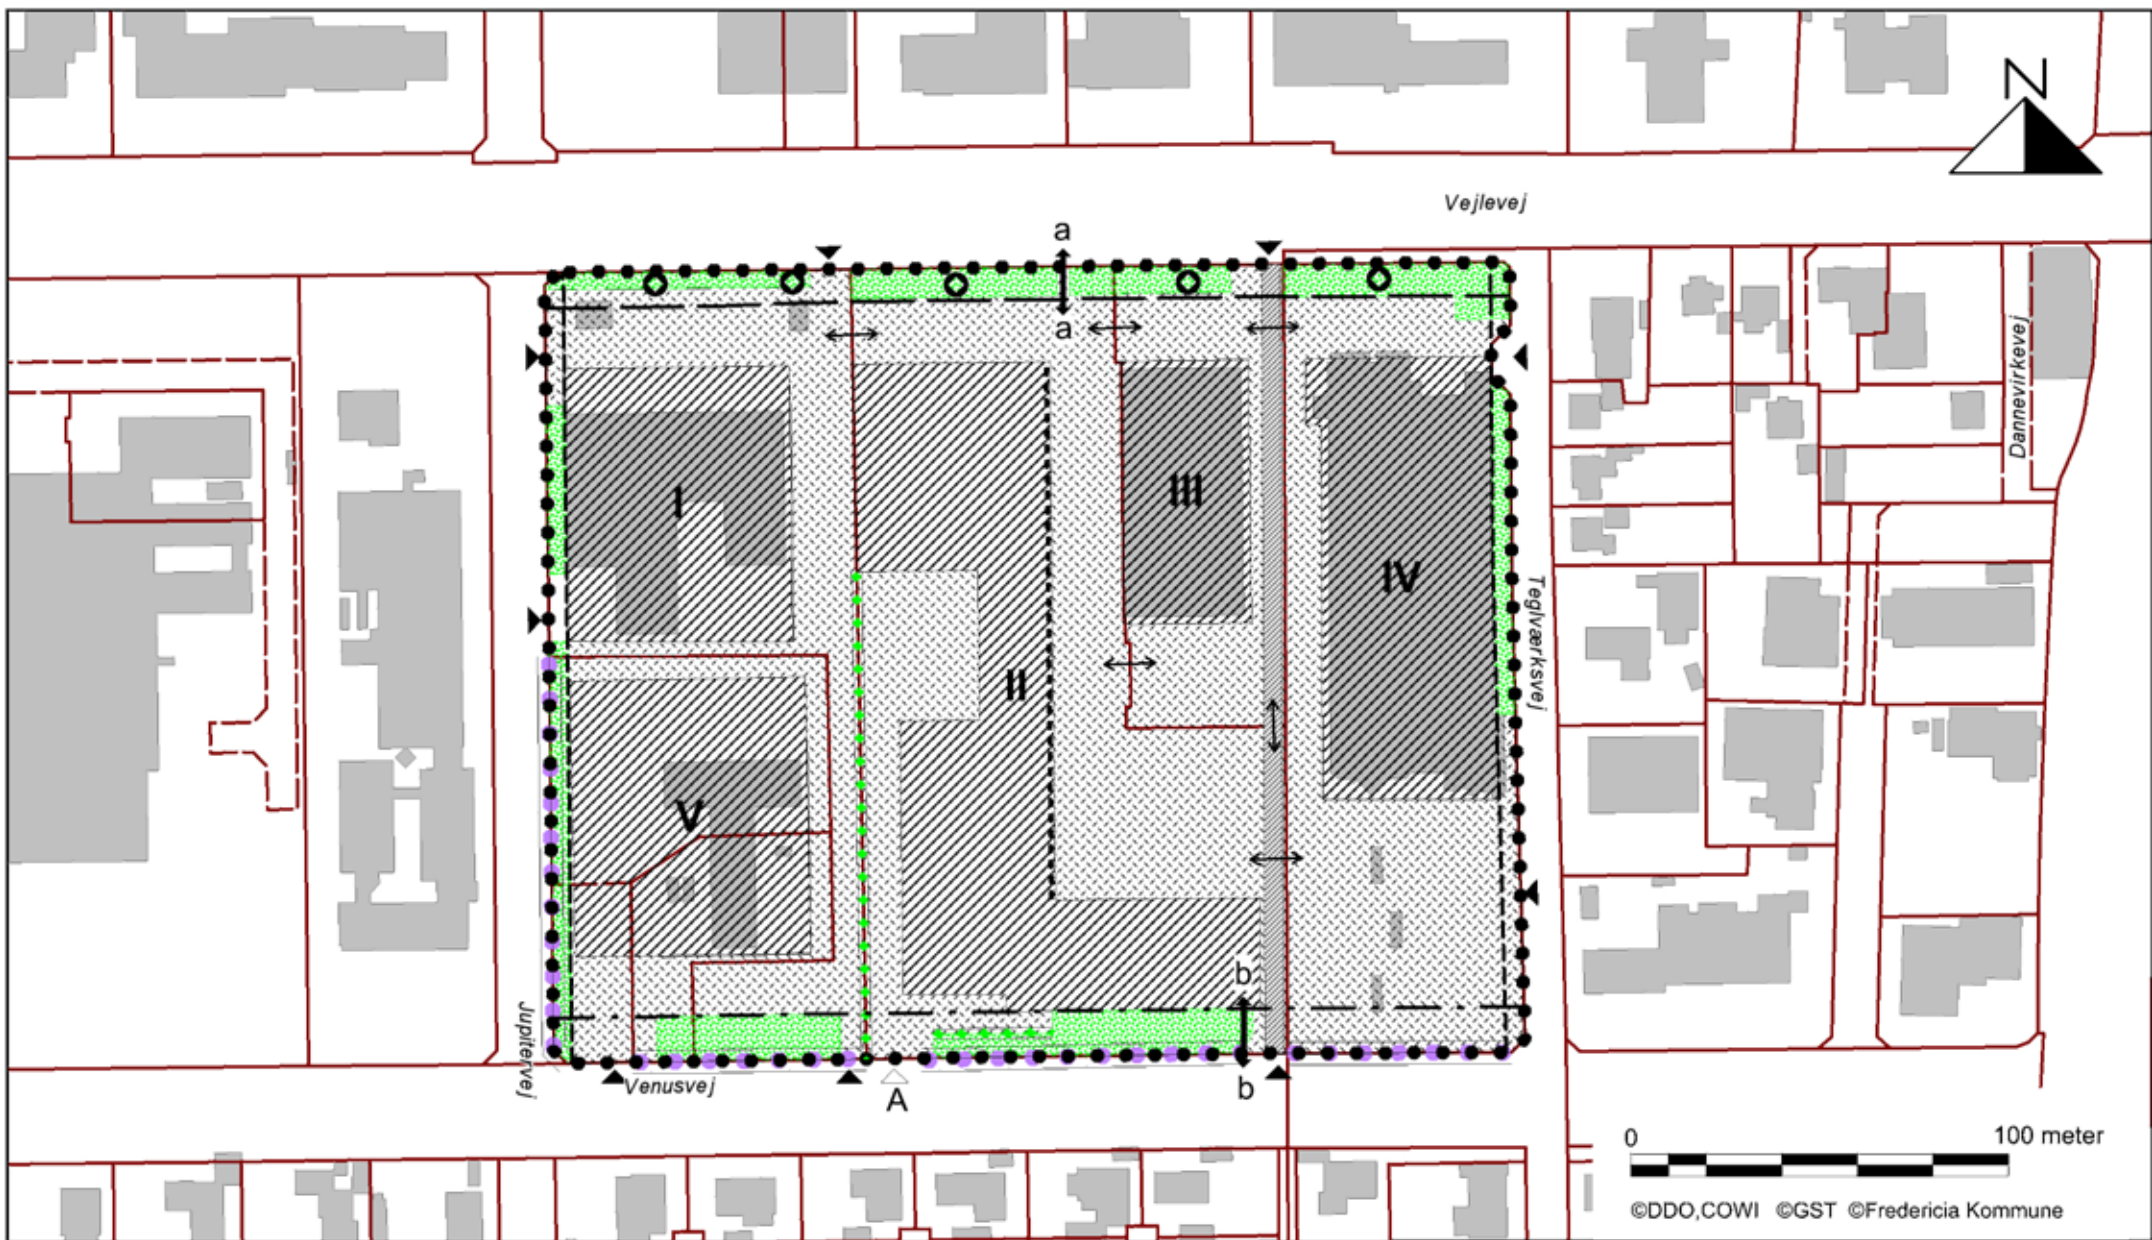 N
Vejlevej
a
a
Dannevirkevej
I
III
IV
II
Teglværksvej
V
b
Jupitervej
Venusvej
A
b
0 100 meter
©DDO,COWI ©GST ©Fredericia Kommune